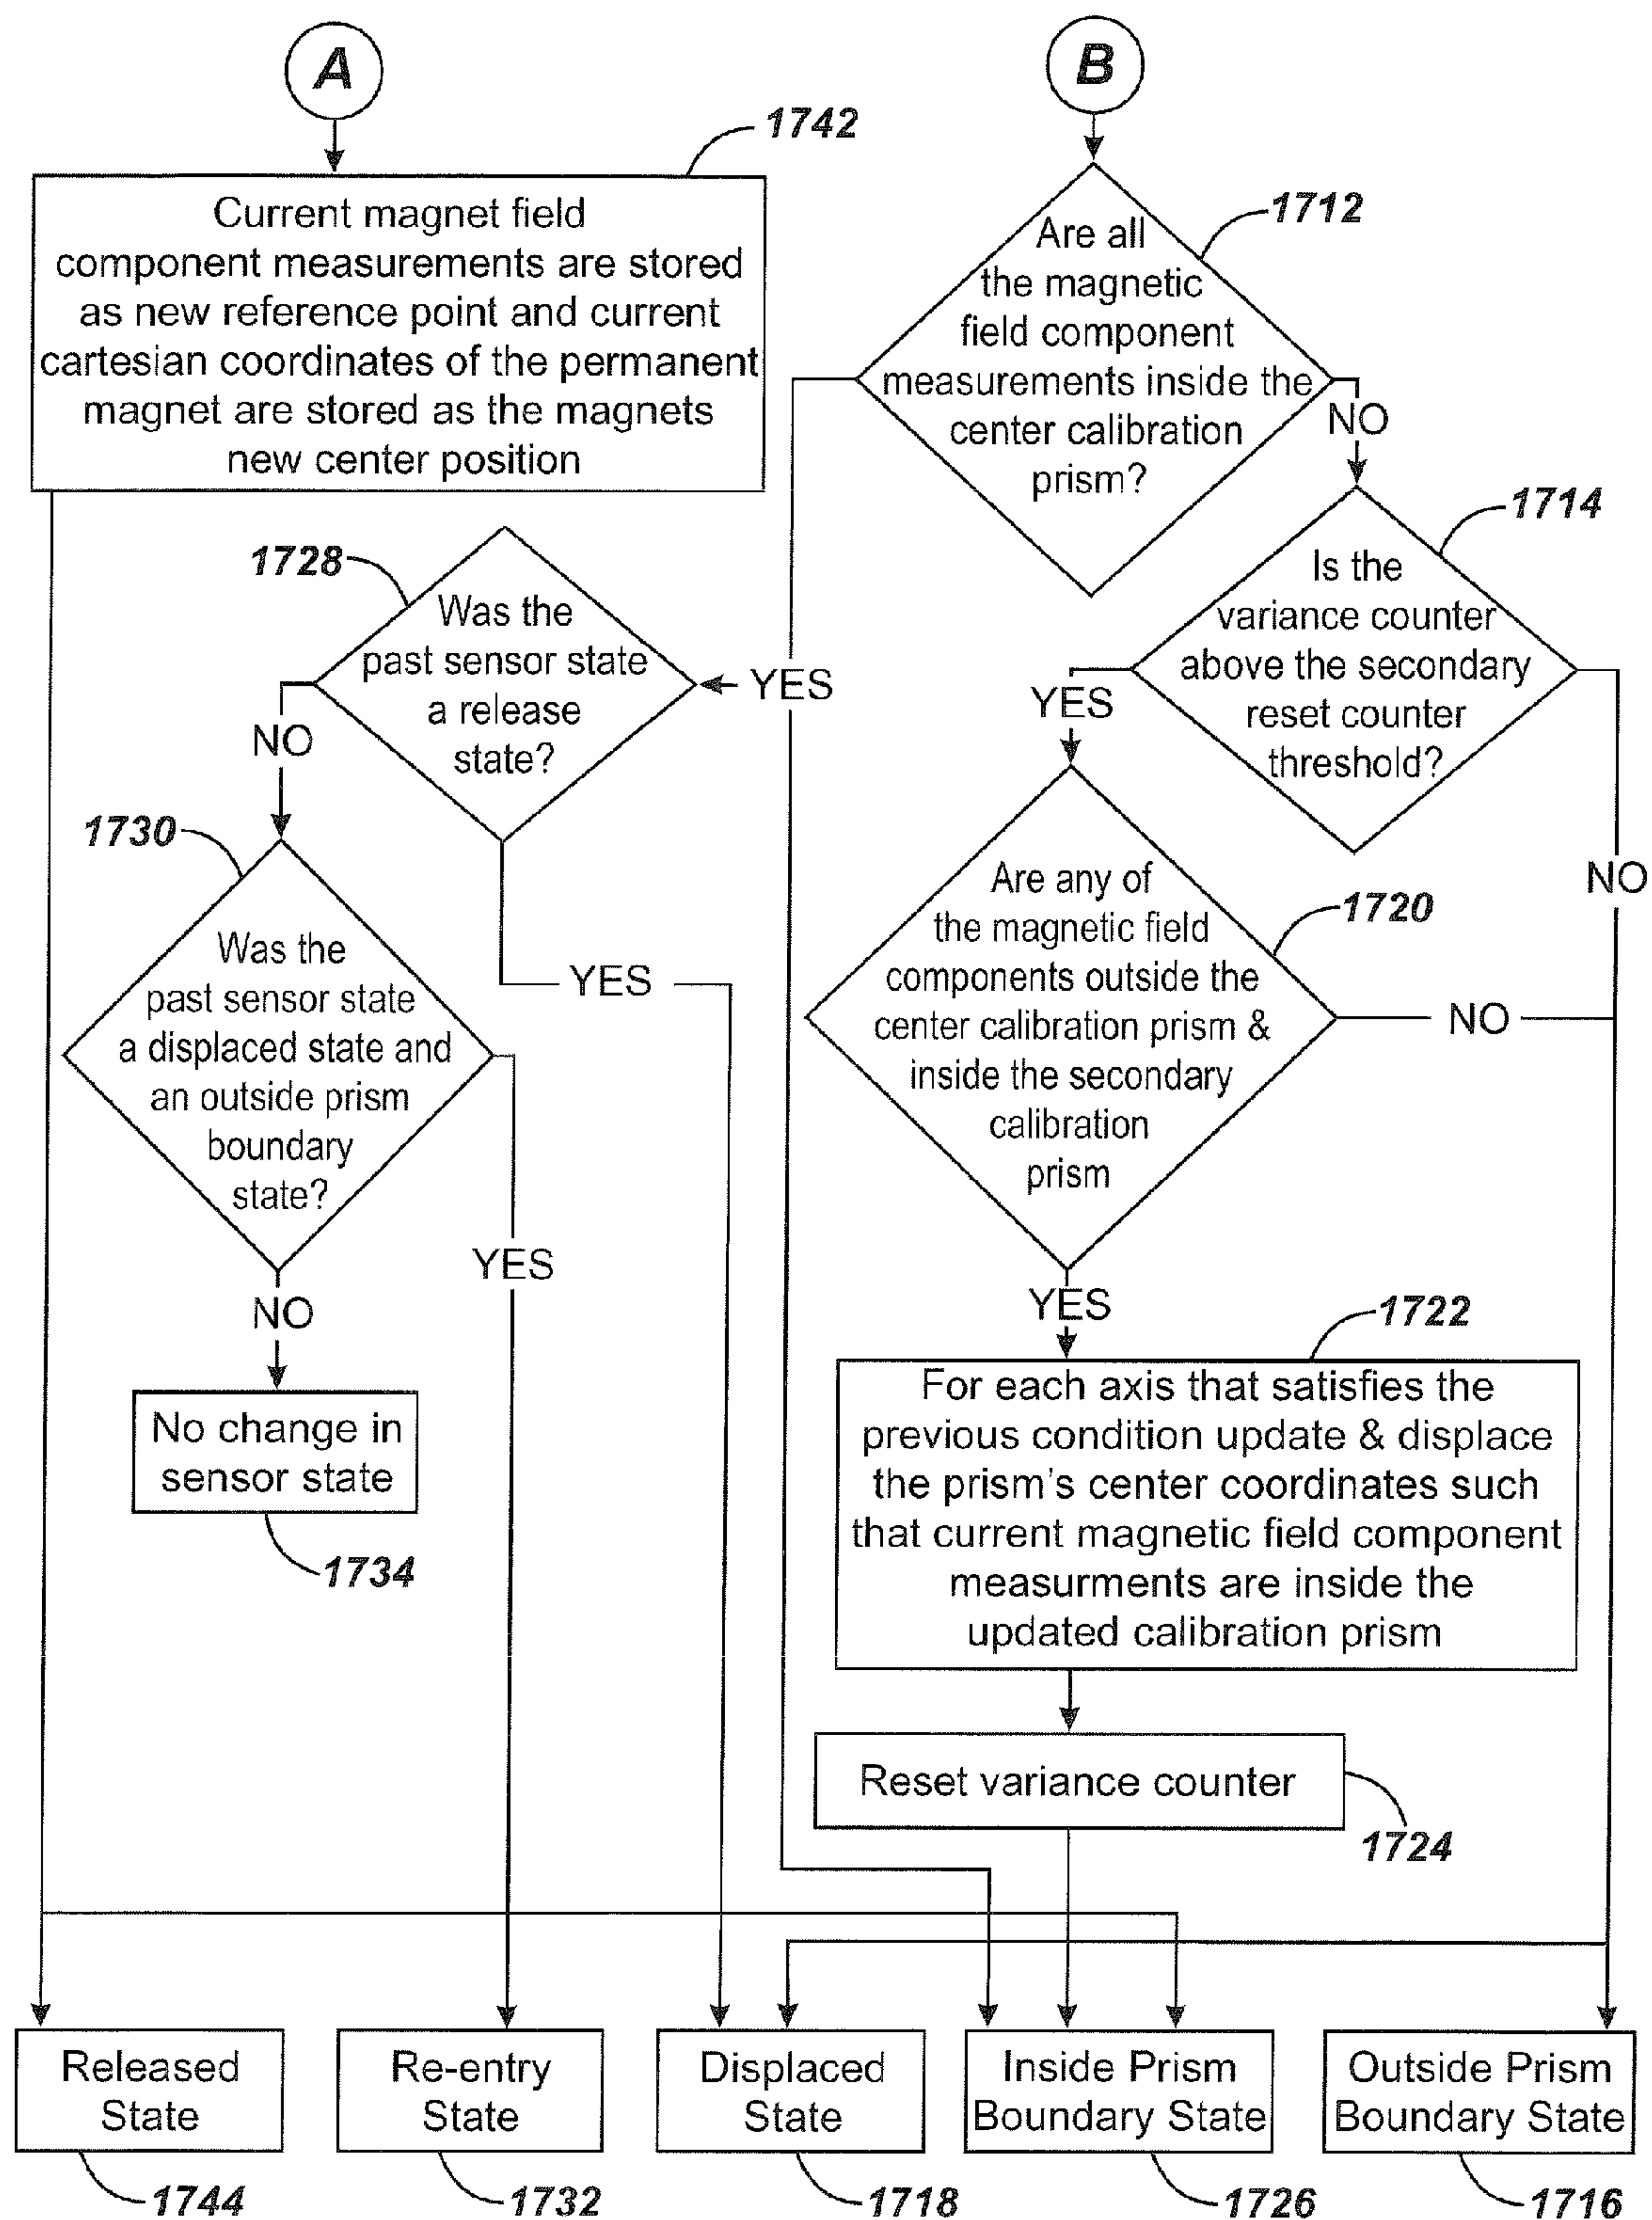 A
1742
Current magnet field
component measurements are stored
as new reference point and current
cartesian coordinates of the permanent
magnet are stored as the magnets
new center position
B
1712
Are all
the magnetic
field component
measurements inside the
center calibration
prism?
NO
YES
1714
Is the
variance counter
above the secondary
reset counter
threshold?
YES
NO
1728
Was the
past sensor state
a release
state?
NO
YES
1730
Was the
past sensor state
a displaced state and
an outside prism
boundary
state?
YES
NO
No change in
sensor state
1734
1720
Are any of
the magnetic field
components outside the
center calibration prism &
inside the secondary
calibration
prism
NO
YES
1722
For each axis that satisfies the
previous condition update & displace
the prism's center coordinates such
that current magnetic field component
measurments are inside the
updated calibration prism
Reset variance counter
1724
Released
State
1744
Re-entry
State
1732
Displaced
State
1718
Inside Prism
Boundary State
1726
Outside Prism
Boundary State
1716